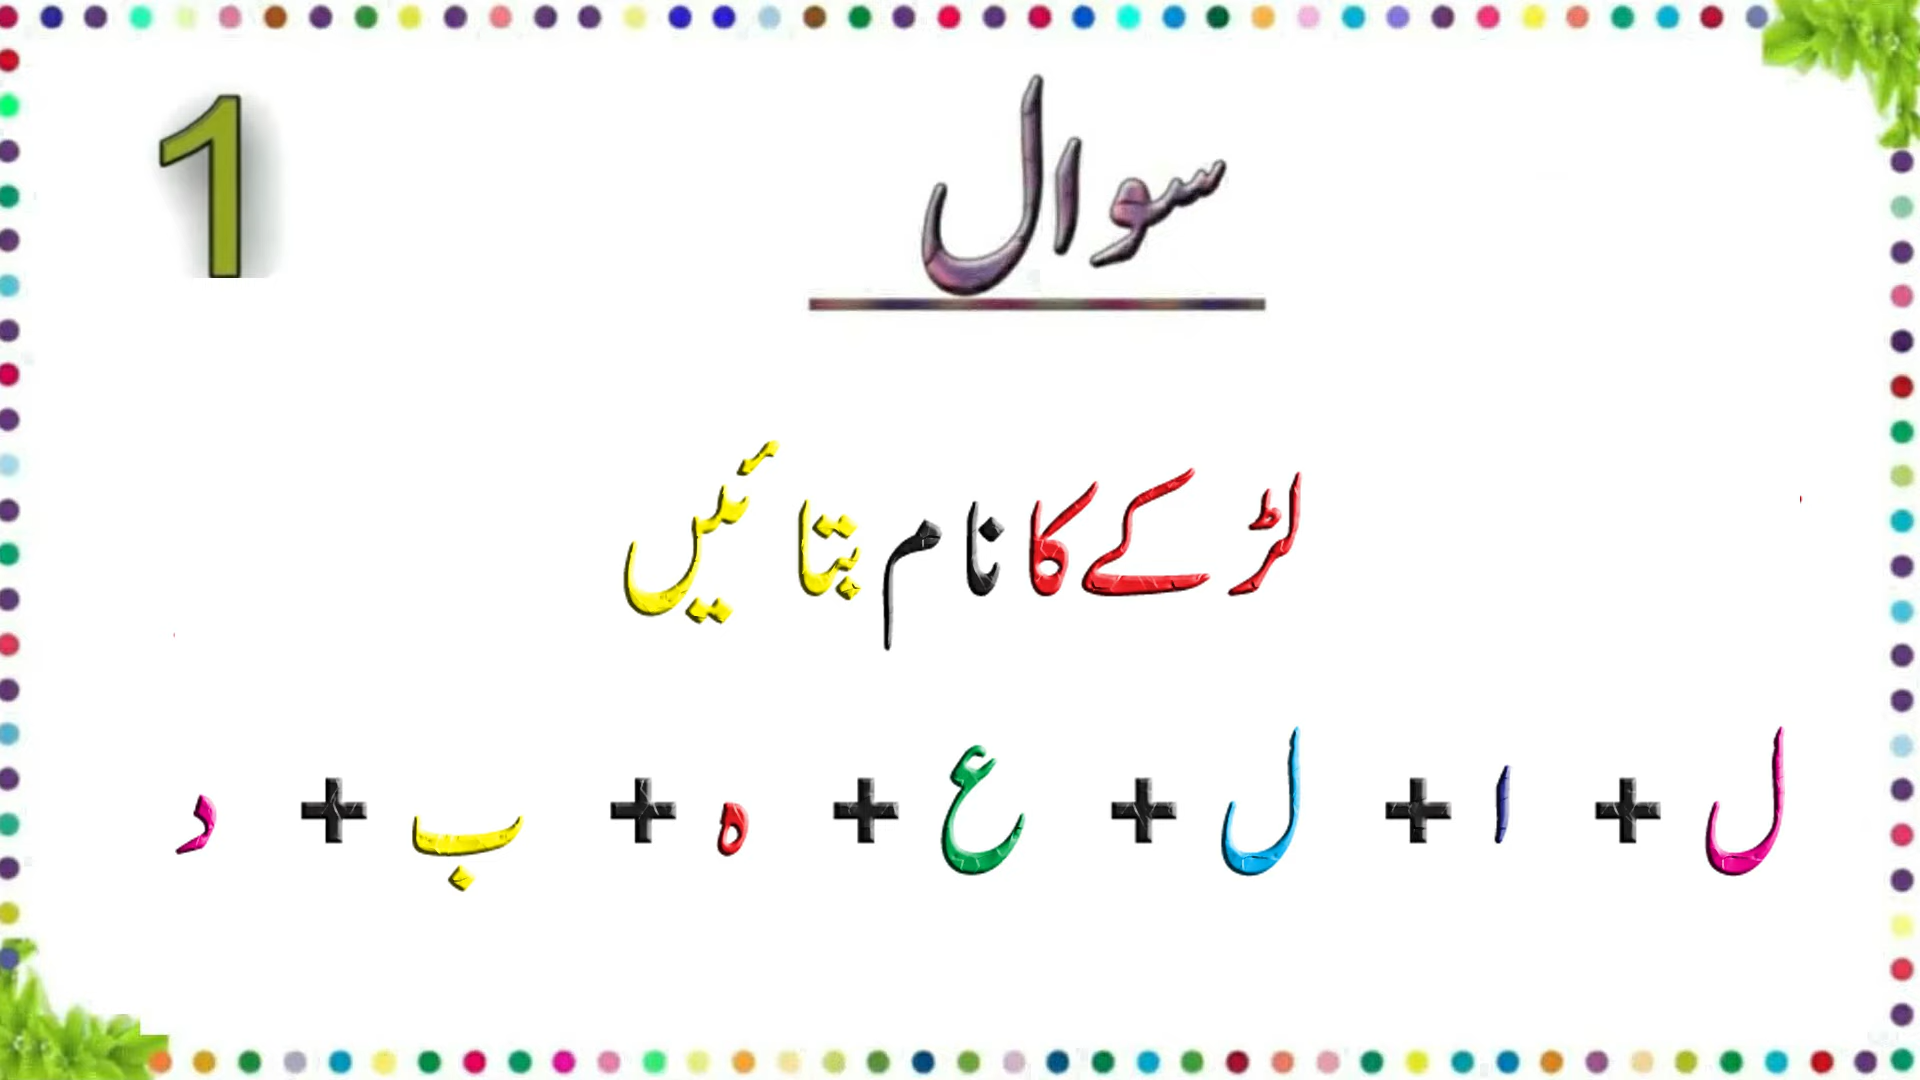 1
سوال
لڑکے کا نام بتائیں
ل + ا + ل + ع + ہ + ب + د